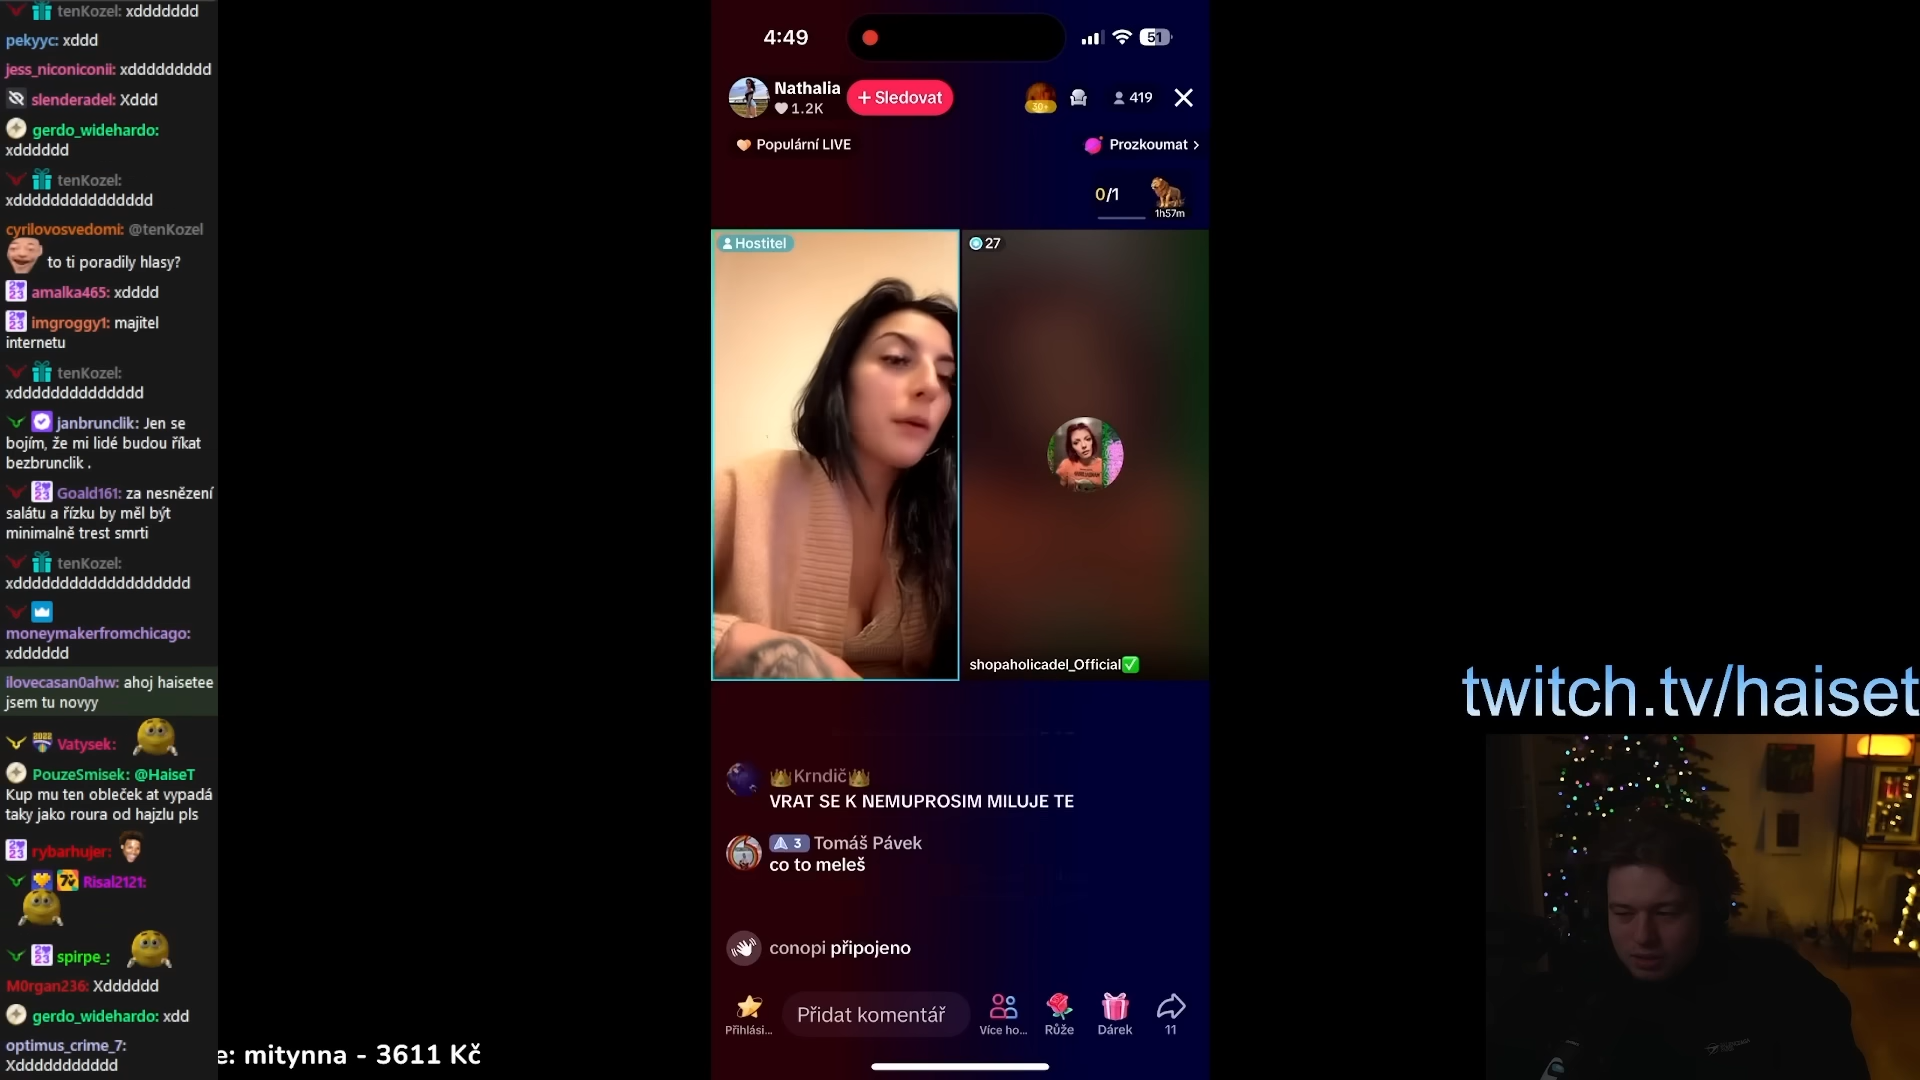 tenKozel: xddddddd
pekyyc: xddd
jess_niconiconii: xddddddddd
slenderadel: Xddd
gerdo_widehardo:
xdddddd
tenKozel:
xddddddddddddddd
cyrilovosvedomi: @tenKozel
to ti poradily hlasy?
amalka465: xdddd
imgroggy1: majitel
internetu
tenKozel:
xdddddddddddddd
janbrunclik: Jen se
bojím, že mi lidé budou říkat
bezbrunclik .
Goald161: za nesnězení
salátu a řízku by měl být
minimalně trest smrti
tenKozel:
xddddddddddddddddddd
moneymakerfromchicago:
xdddddd
ilovecasan0ahw: ahoj haisetee
jsem tu novyy
Vatysek:
PouzeSmisek: @HaiseT
Kup mu ten obleček at vypadá
taky jako roura od hajzlu pls
rybarhujer:
Risal2121:
spirpe_:
M0rgan236: Xdddddd
gerdo_widehardo: xdd
optimus_crime_7:
Xddddddddddd
e: mitynna - 3611 Kč
4:49
51
Nathalia
1.2K
+ Sledovat
30+
419
Populární LIVE
Prozkoumat >
0/1
1h57m
Hostitel
27
shopaholicadel_Official
Krndič
VRAT SE K NEMUPROSIM MILUJE TE
3 Tomáš Pávek
co to meleš
conopi připojeno
Přihlási...
Přidat komentář
Více ho...
Růže
Dárek
11
twitch.tv/haiset